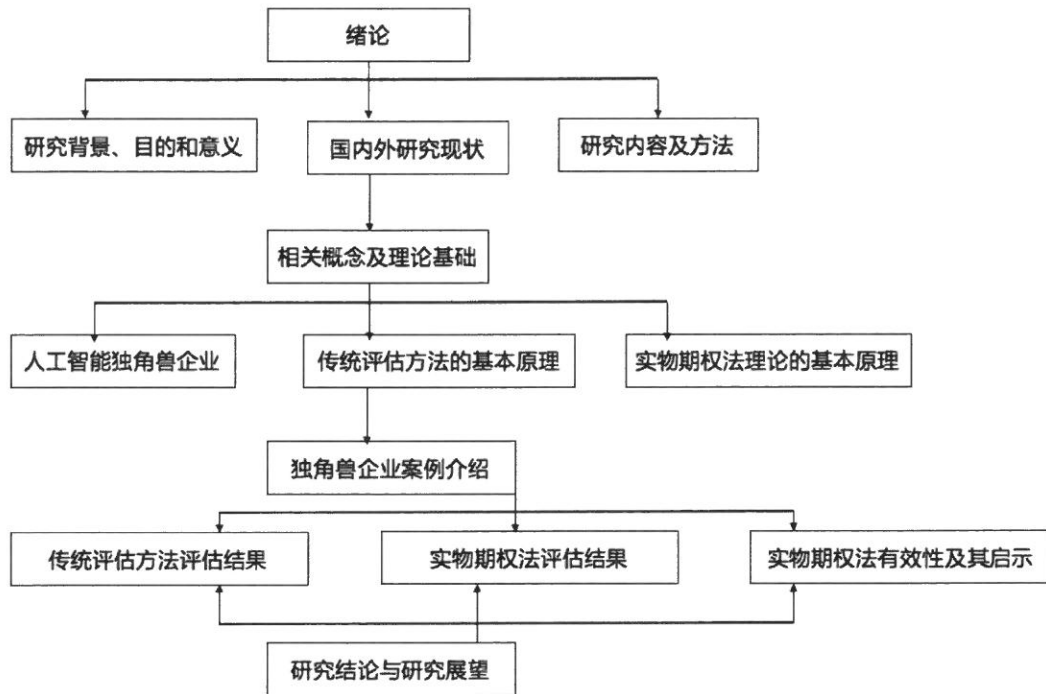 绪论
研究背景、目的和意义
国内外研究现状
研究内容及方法
相关概念及理论基础
人工智能独角兽企业
传统评估方法的基本原理
实物期权法理论的基本原理
独角兽企业案例介绍
传统评估方法评估结果
实物期权法评估结果
实物期权法有效性及其启示
研究结论与研究展望